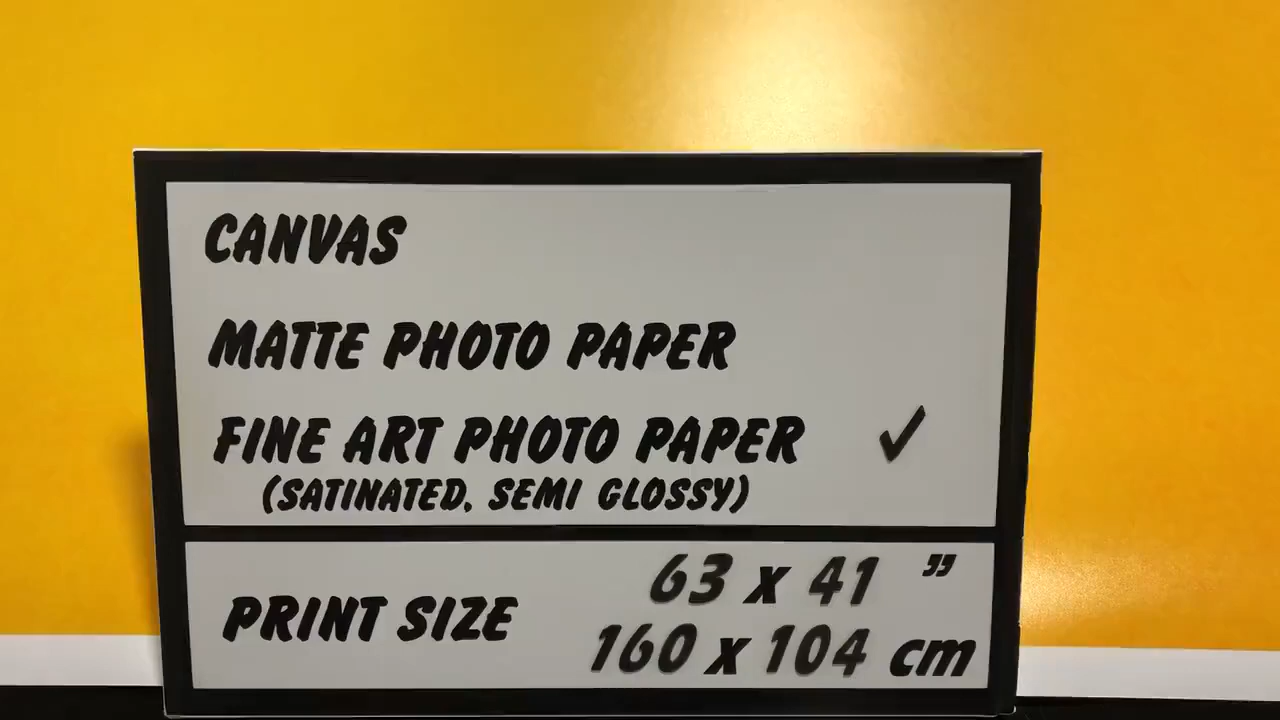 CANVAS
MATTE PHOTO PAPER
FINE ART PHOTO PAPER ✓
(SATINATED, SEMI GLOSSY)
PRINT SIZE
63 x 41 ”
160 x 104 cm